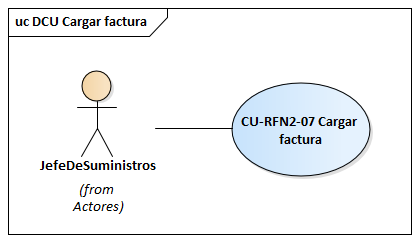 uc DCU Cargar factura
JefeDeSuministros
(from
Actores)
CU-RFN2-07 Cargar
factura